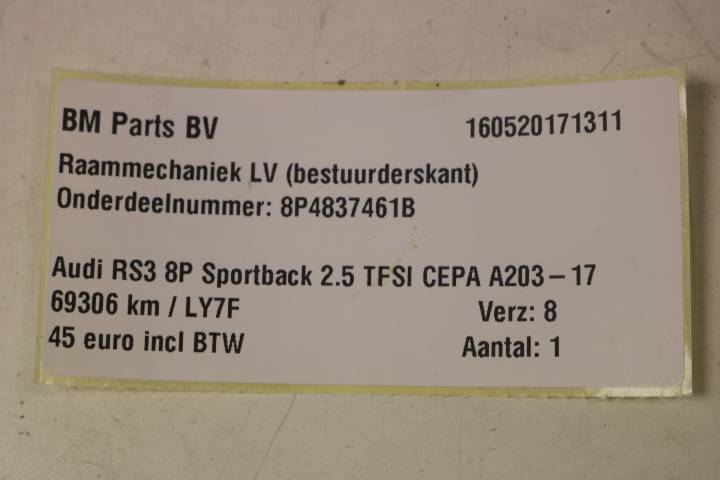 BM Parts BV 160520171311
Raammechaniek LV (bestuurderskant)
Onderdeelnummer: 8P4837461B
Audi RS3 8P Sportback 2.5 TFSI CEPA A203-17
69306 km / LY7F Verz: 8
45 euro incl BTW Aantal: 1